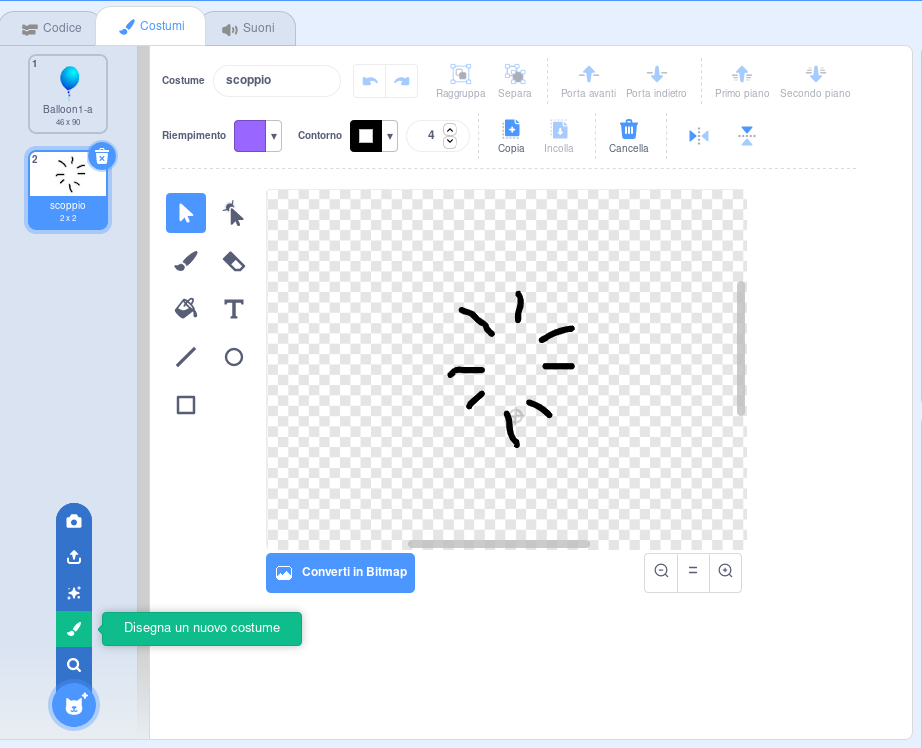 Codice
Costumi
Suoni
1
Balloon1-a
46 x 90
2
scoppio
2 x 2
Costume
scoppio
Raggruppa
Separa
Porta avanti
Porta indietro
Primo piano
Secondo piano
Riempimento
Contorno
4
Copia
Incolla
Cancella
Converti in Bitmap
Disegna un nuovo costume